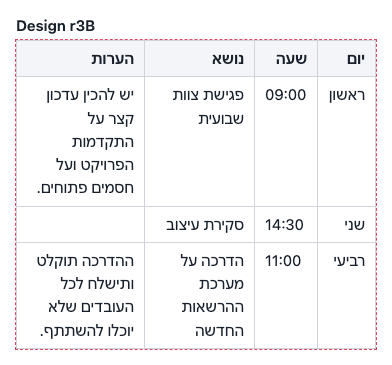 Design r3B
יום שעה נושא הערות
ראשון 09:00 פגישת צוות שבועית יש להכין עדכון קצר על התקדמות הפרויקט ועל חסמים פתוחים.
שני 14:30 סקירת עיצוב
רביעי 11:00 הדרכה על מערכת ההרשאות החדשה ההדרכה תוקלט ותישלח לכל העובדים שלא יוכלו להשתתף.